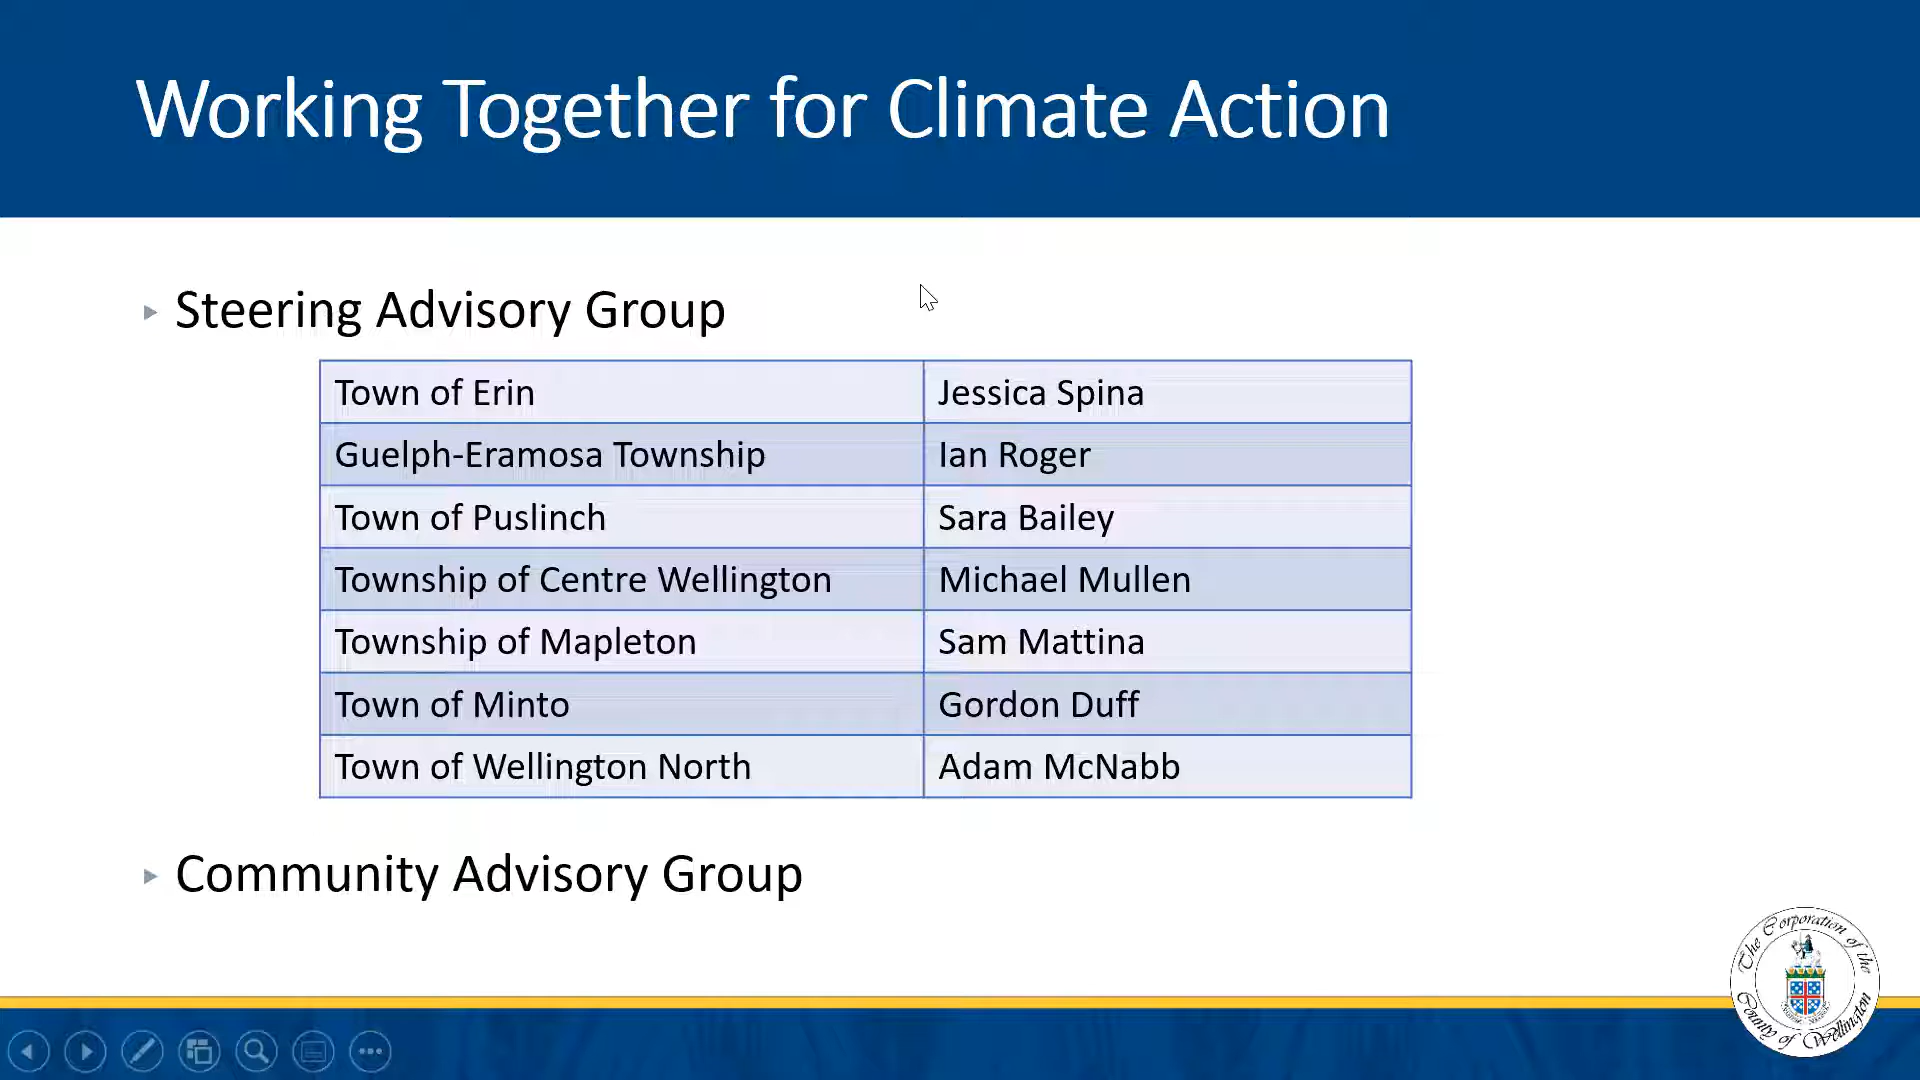 Working Together for Climate Action
Steering Advisory Group
Town of Erin Jessica Spina
Guelph-Eramosa Township Ian Roger
Town of Puslinch Sara Bailey
Township of Centre Wellington Michael Mullen
Township of Mapleton Sam Mattina
Town of Minto Gordon Duff
Town of Wellington North Adam McNabb
Community Advisory Group
The Corporation of the
County of Wellington